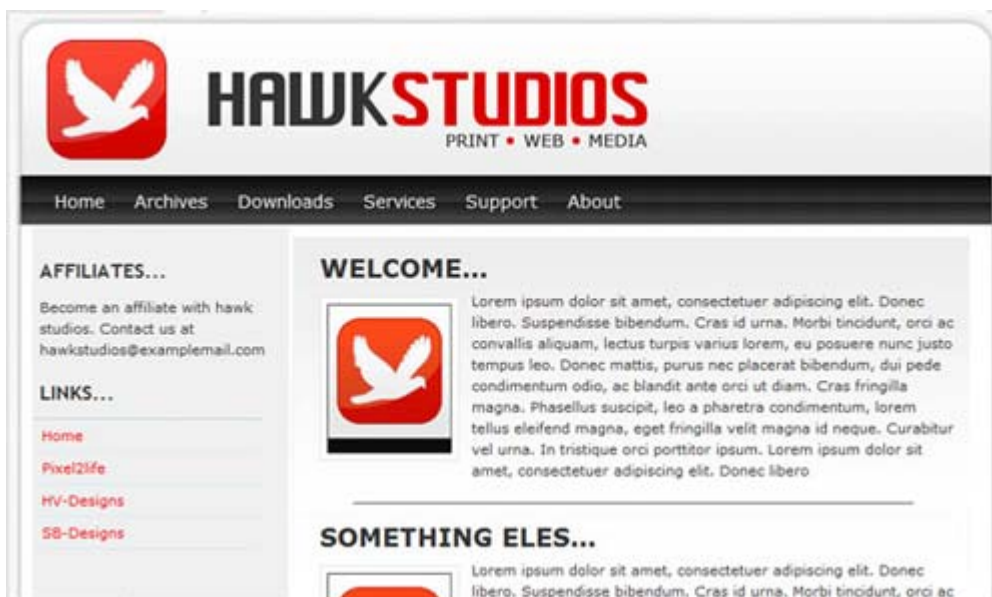 HAWKSTUDIOS
PRINT • WEB • MEDIA
Home Archives Downloads Services Support About
AFFILIATES...
Become an affiliate with hawk
studios. Contact us at
hawkstudios@examplemail.com
LINKS...
Home
Pixel2life
HV-Designs
SB-Designs
WELCOME...
Lorem ipsum dolor sit amet, consectetuer adipiscing elit. Donec
libero. Suspendisse bibendum. Cras id urna. Morbi tincidunt, orci ac
convallis aliquam, lectus turpis varius lorem, eu posuere nunc justo
tempus leo. Donec mattis, purus nec placerat bibendum, dui pede
condimentum odio, ac blandit ante orci ut diam. Cras fringilla
magna. Phasellus suscipit, leo a pharetra condimentum, lorem
tellus eleifend magna, eget fringilla velit magna id neque. Curabitur
vel urna. In tristique orci porttitor ipsum. Lorem ipsum dolor sit
amet, consectetuer adipiscing elit. Donec libero
SOMETHING ELES...
Lorem ipsum dolor sit amet, consectetuer adipiscing elit. Donec
libero. Suspendisse bibendum. Cras id urna. Morbi tincidunt, orci ac